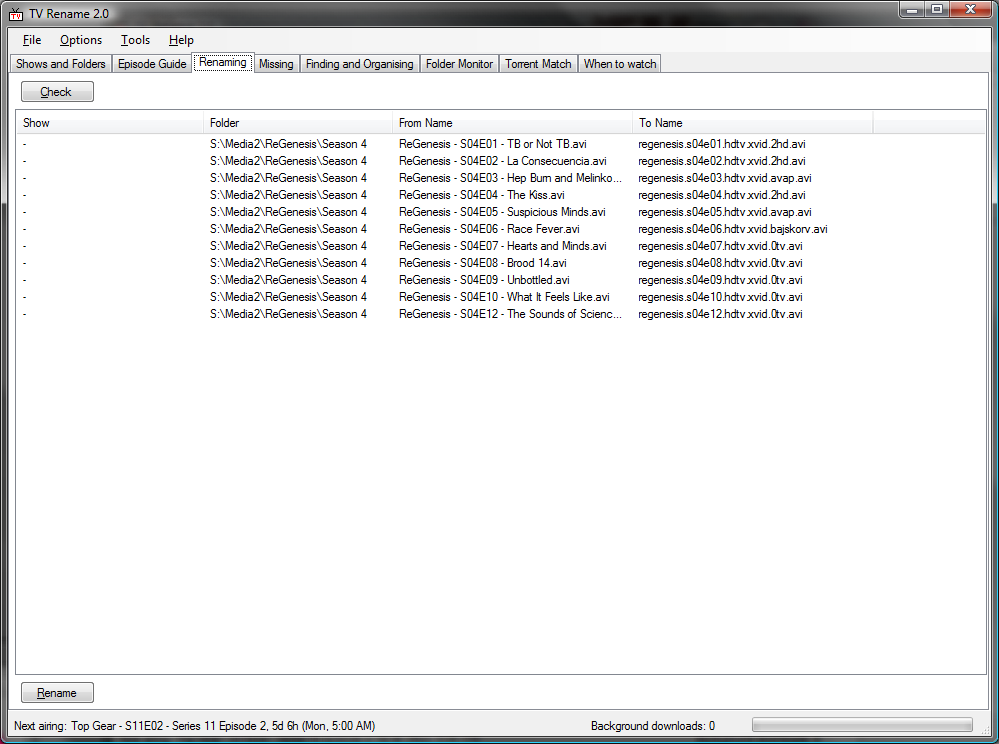 TV Rename 2.0
File Options Tools Help
Shows and Folders Episode Guide Renaming Missing Finding and Organising Folder Monitor Torrent Match When to watch
Check
Show Folder From Name To Name
- S:\Media2\ReGenesis\Season 4 ReGenesis - S04E01 - TB or Not TB.avi regenesis.s04e01.hdtv.xvid.2hd.avi
- S:\Media2\ReGenesis\Season 4 ReGenesis - S04E02 - La Consecuencia.avi regenesis.s04e02.hdtv.xvid.2hd.avi
- S:\Media2\ReGenesis\Season 4 ReGenesis - S04E03 - Hep Burn and Melinko... regenesis.s04e03.hdtv.xvid.avap.avi
- S:\Media2\ReGenesis\Season 4 ReGenesis - S04E04 - The Kiss.avi regenesis.s04e04.hdtv.xvid.2hd.avi
- S:\Media2\ReGenesis\Season 4 ReGenesis - S04E05 - Suspicious Minds.avi regenesis.s04e05.hdtv.xvid.avap.avi
- S:\Media2\ReGenesis\Season 4 ReGenesis - S04E06 - Race Fever.avi regenesis.s04e06.hdtv.xvid.bajskorv.avi
- S:\Media2\ReGenesis\Season 4 ReGenesis - S04E07 - Hearts and Minds.avi regenesis.s04e07.hdtv.xvid.0tv.avi
- S:\Media2\ReGenesis\Season 4 ReGenesis - S04E08 - Brood 14.avi regenesis.s04e08.hdtv.xvid.0tv.avi
- S:\Media2\ReGenesis\Season 4 ReGenesis - S04E09 - Unbottled.avi regenesis.s04e09.hdtv.xvid.0tv.avi
- S:\Media2\ReGenesis\Season 4 ReGenesis - S04E10 - What It Feels Like.avi regenesis.s04e10.hdtv.xvid.0tv.avi
- S:\Media2\ReGenesis\Season 4 ReGenesis - S04E12 - The Sounds of Scienc... regenesis.s04e12.hdtv.xvid.0tv.avi
Rename
Next airing: Top Gear - S11E02 - Series 11 Episode 2, 5d 6h (Mon, 5:00 AM) Background downloads: 0